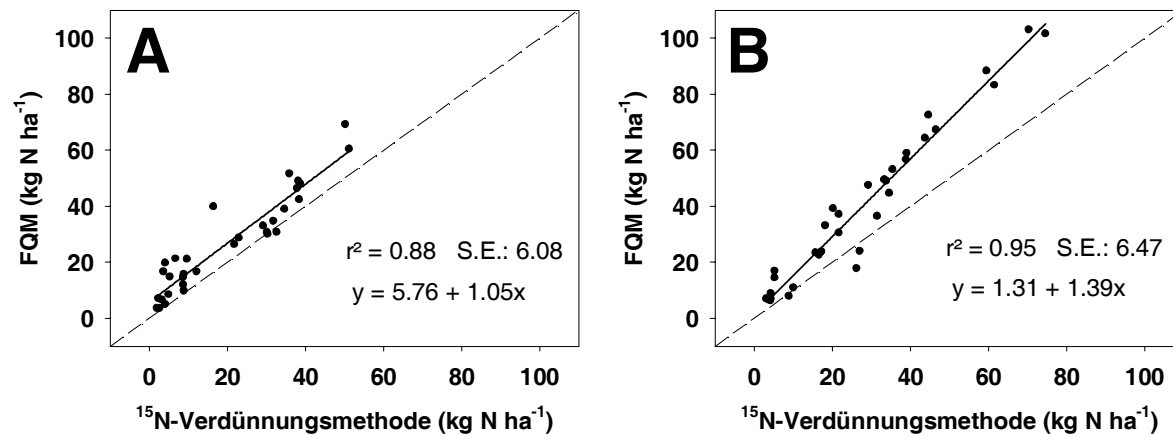 A
FQM (kg N ha⁻¹)
100
80
60
40
20
0
r² = 0.88 S.E.: 6.08
y = 5.76 + 1.05x
0 20 40 60 80 100
¹⁵N-Verdünnungsmethode (kg N ha⁻¹)
B
FQM (kg N ha⁻¹)
100
80
60
40
20
0
r² = 0.95 S.E.: 6.47
y = 1.31 + 1.39x
0 20 40 60 80 100
¹⁵N-Verdünnungsmethode (kg N ha⁻¹)